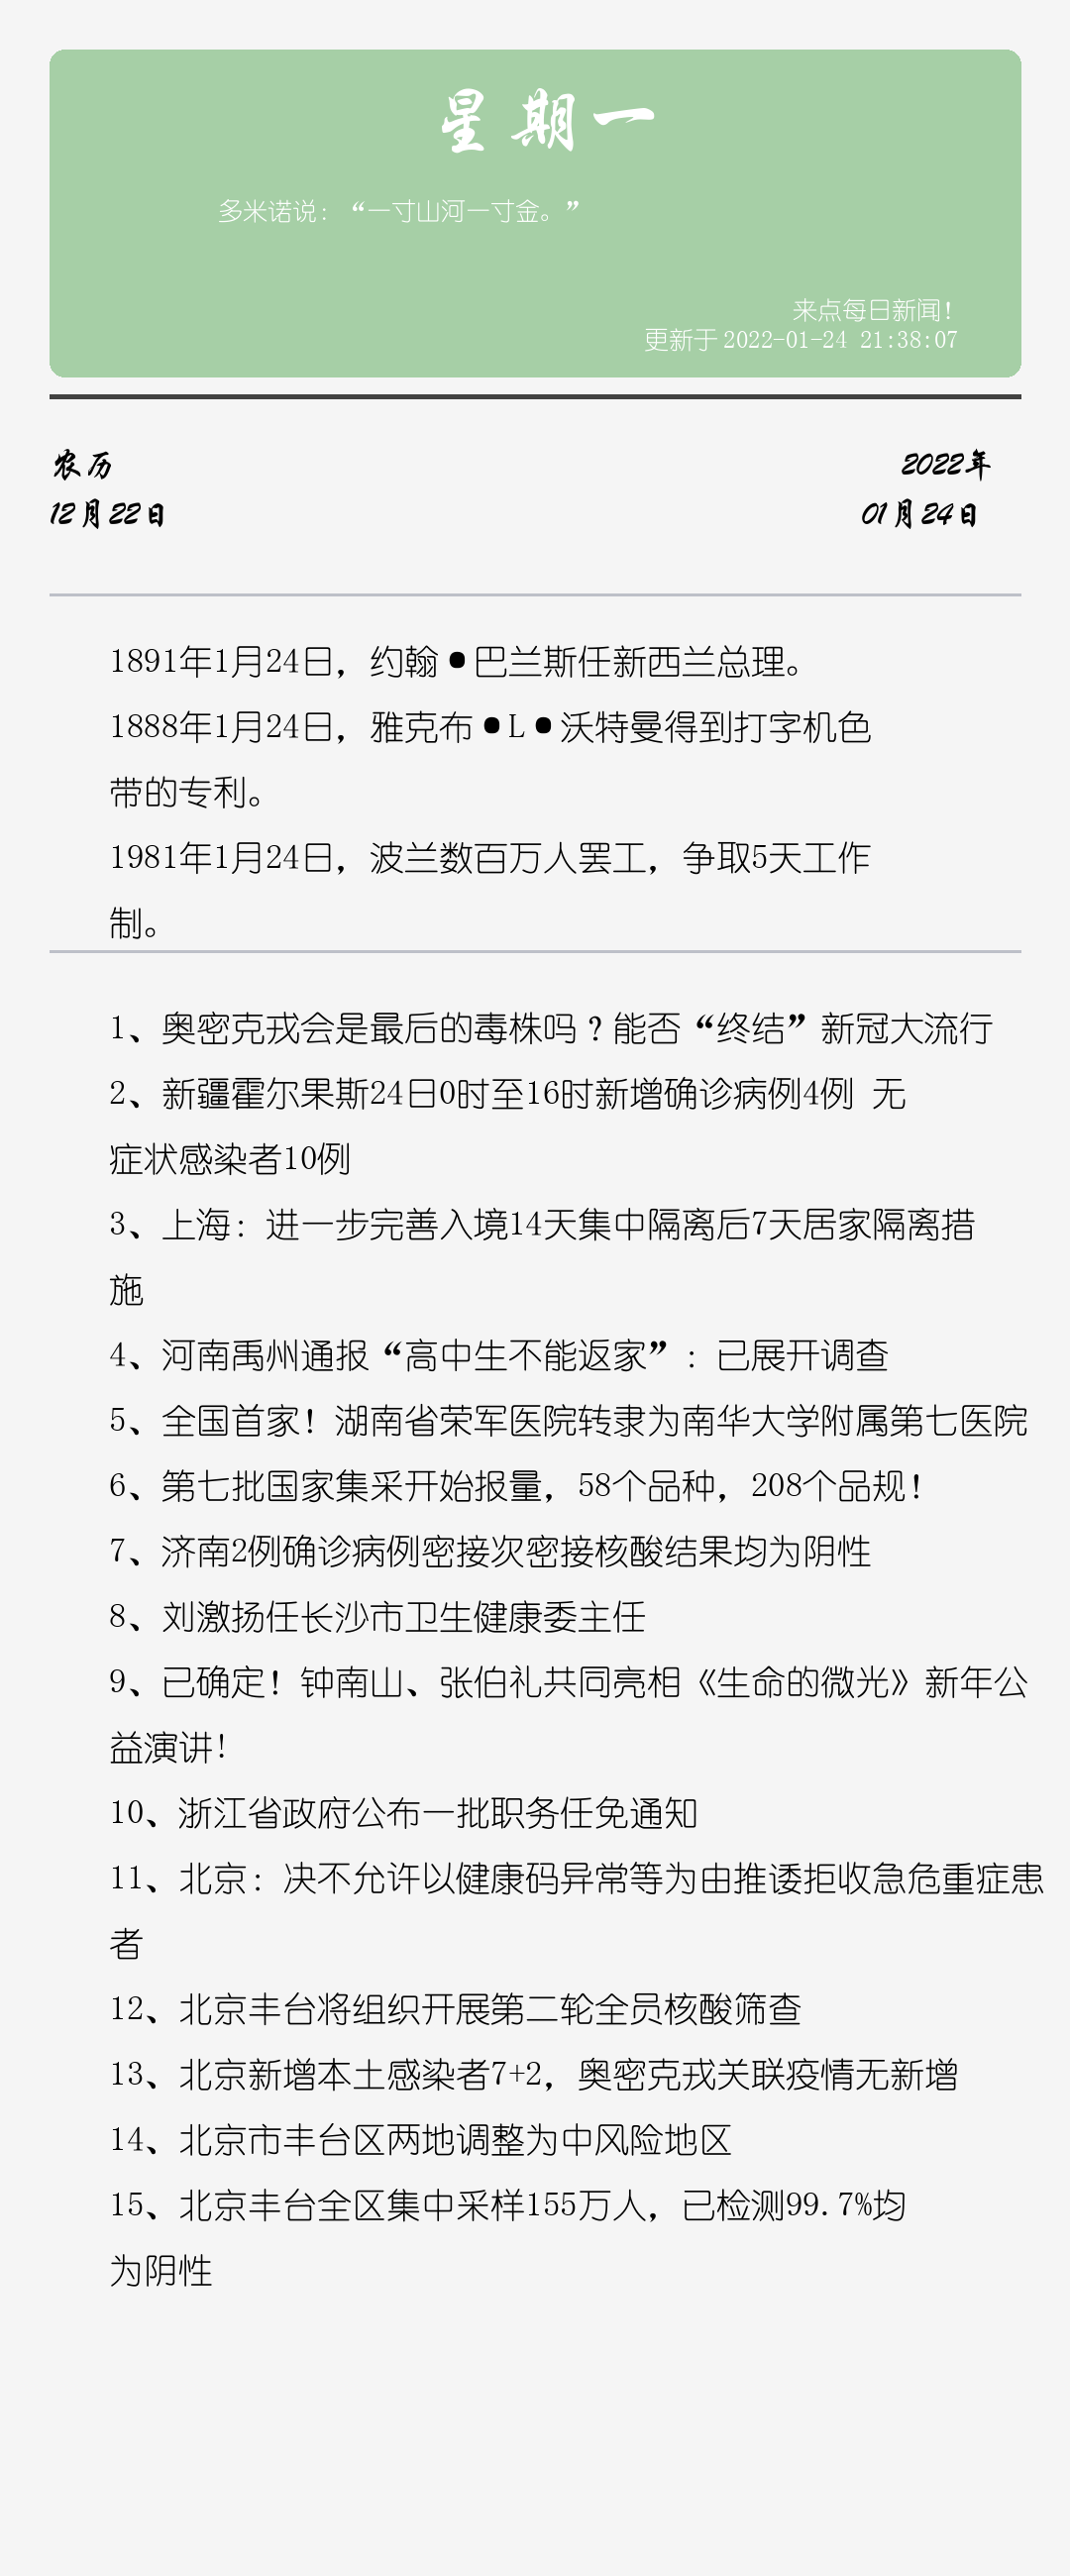 星期一
多米诺说：“一寸山河一寸金。”
来点每日新闻！
更新于2022-01-24 21:38:07
农历
12月22日
2022年
01月24日
1891年1月24日，约翰•巴兰斯任新西兰总理。
1888年1月24日，雅克布•L•沃特曼得到打字机色
带的专利。
1981年1月24日，波兰数百万人罢工，争取5天工作
制。
1、奥密克戎会是最后的毒株吗？能否“终结”新冠大流行
2、新疆霍尔果斯24日0时至16时新增确诊病例4例 无
症状感染者10例
3、上海：进一步完善入境14天集中隔离后7天居家隔离措
施
4、河南禹州通报“高中生不能返家”：已展开调查
5、全国首家！湖南省荣军医院转隶为南华大学附属第七医院
6、第七批国家集采开始报量，58个品种，208个品规！
7、济南2例确诊病例密接次密接核酸结果均为阴性
8、刘激扬任长沙市卫生健康委主任
9、已确定！钟南山、张伯礼共同亮相《生命的微光》新年公
益演讲！
10、浙江省政府公布一批职务任免通知
11、北京：决不允许以健康码异常等为由推诿拒收急危重症患
者
12、北京丰台将组织开展第二轮全员核酸筛查
13、北京新增本土感染者7+2，奥密克戎关联疫情无新增
14、北京市丰台区两地调整为中风险地区
15、北京丰台全区集中采样155万人，已检测99.7%均
为阴性